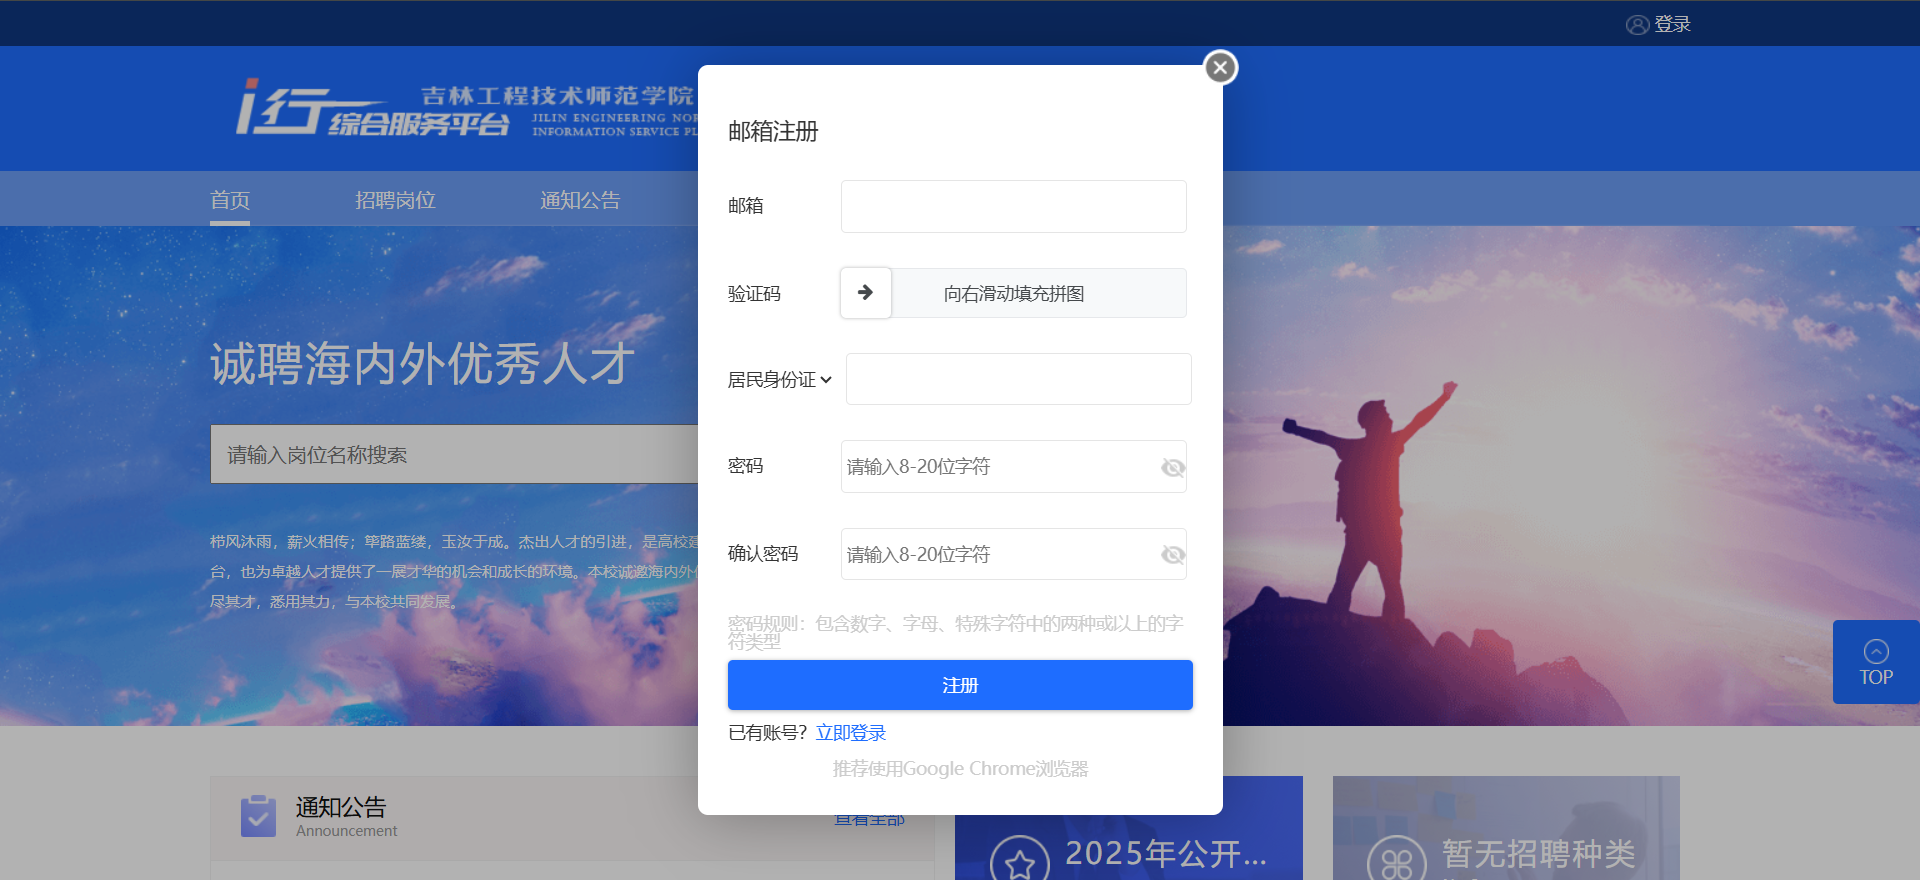 登录
行
综合服务平台
吉林工程技术师范学院
JILIN ENGINEERING NOR
INFORMATION SERVICE PL
首页
招聘岗位
通知公告
诚聘海内外优秀人才
请输入岗位名称搜索
栉风沐雨，薪火相传；筚路蓝缕，玉汝于成。杰出人才的引进，是高校建
台，也为卓越人才提供了一展才华的机会和成长的环境。本校诚邀海内外
尽其才，悉用其力，与本校共同发展。
邮箱注册
邮箱
验证码
向右滑动填充拼图
居民身份证
密码
请输入8-20位字符
确认密码
请输入8-20位字符
密码规则：包含数字、字母、特殊字符中的两种或以上的字
符类型
注册
已有账号？立即登录
推荐使用Google Chrome浏览器
TOP
通知公告
Announcement
查看全部
2025年公开...
暂无招聘种类